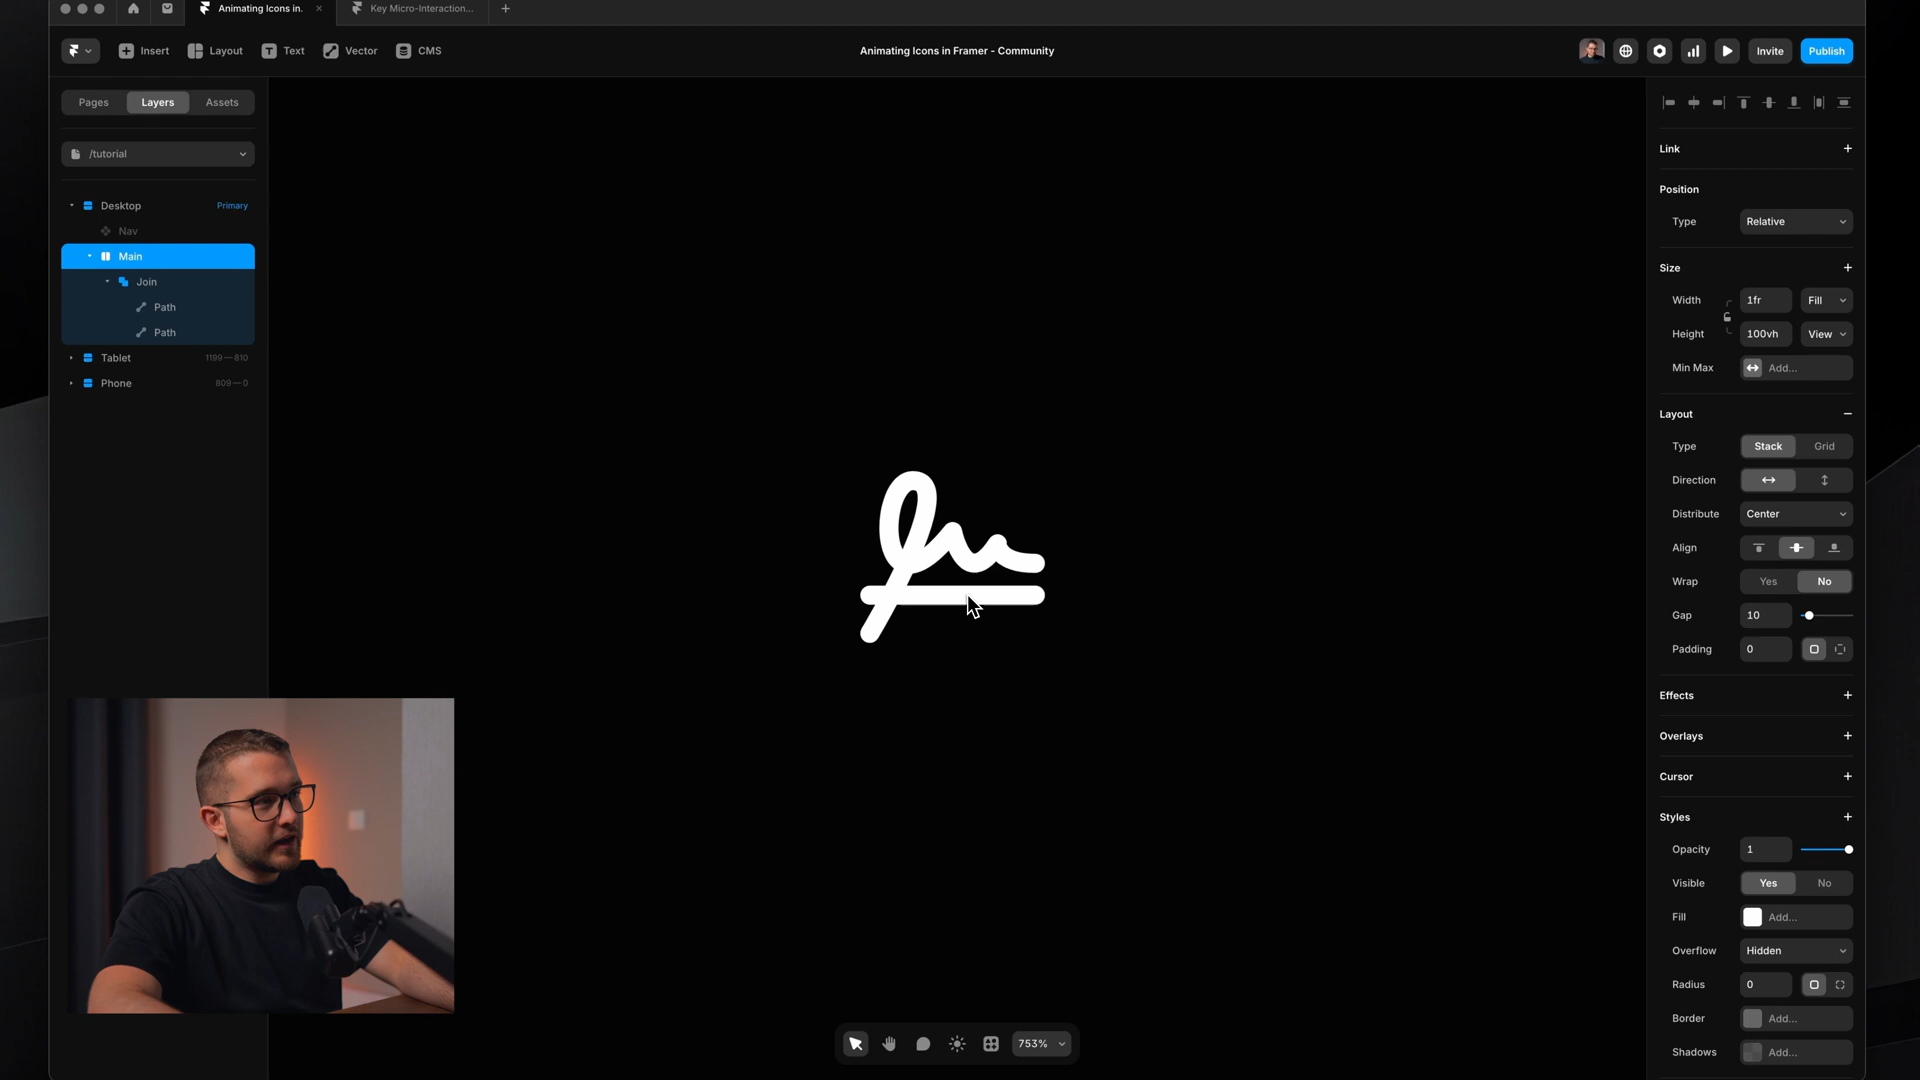 Animating Icons in.
Key Micro-Interaction...
Insert
Layout
Text
Vector
CMS
Animating Icons in Framer - Community
Invite
Publish
Pages
Layers
Assets
/tutorial
Desktop
Primary
Nav
Main
Join
Path
Path
Tablet
1199—810
Phone
809—0
Link
Position
Type
Relative
Size
Width
1fr
Fill
Height
100vh
View
Min Max
Add...
Layout
Type
Stack
Grid
Direction
Distribute
Center
Align
Wrap
Yes
No
Gap
10
Padding
0
Effects
Overlays
Cursor
Styles
Opacity
1
Visible
Yes
No
Fill
Add...
Overflow
Hidden
Radius
0
Border
Add...
Shadows
Add...
753%